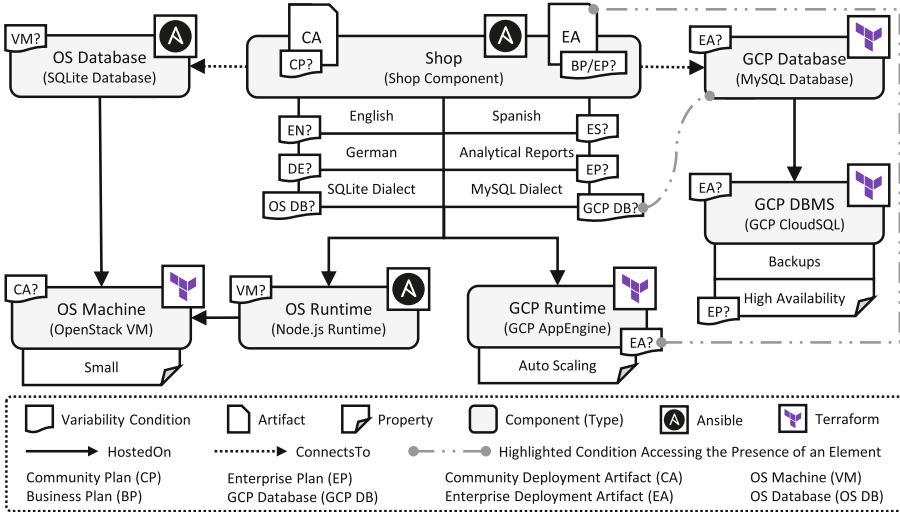 VM?
OS Database
(SQLite Database)
CA
CP?
Shop
(Shop Component)
EA
BP/EP?
EA?
GCP Database
(MySQL Database)
English
Spanish
EN?
ES?
German
Analytical Reports
DE?
EP?
SQLite Dialect
MySQL Dialect
OS DB?
GCP DB?
EA?
GCP DBMS
(GCP CloudSQL)
Backups
High Availability
EP?
CA?
OS Machine
(OpenStack VM)
Small
VM?
OS Runtime
(Node.js Runtime)
GCP Runtime
(GCP AppEngine)
EA?
Auto Scaling
Variability Condition
Artifact
Property
Component (Type)
Ansible
Terraform
HostedOn
ConnectsTo
Highlighted Condition Accessing the Presence of an Element
Community Plan (CP)
Enterprise Plan (EP)
Community Deployment Artifact (CA)
OS Machine (VM)
Business Plan (BP)
GCP Database (GCP DB)
Enterprise Deployment Artifact (EA)
OS Database (OS DB)